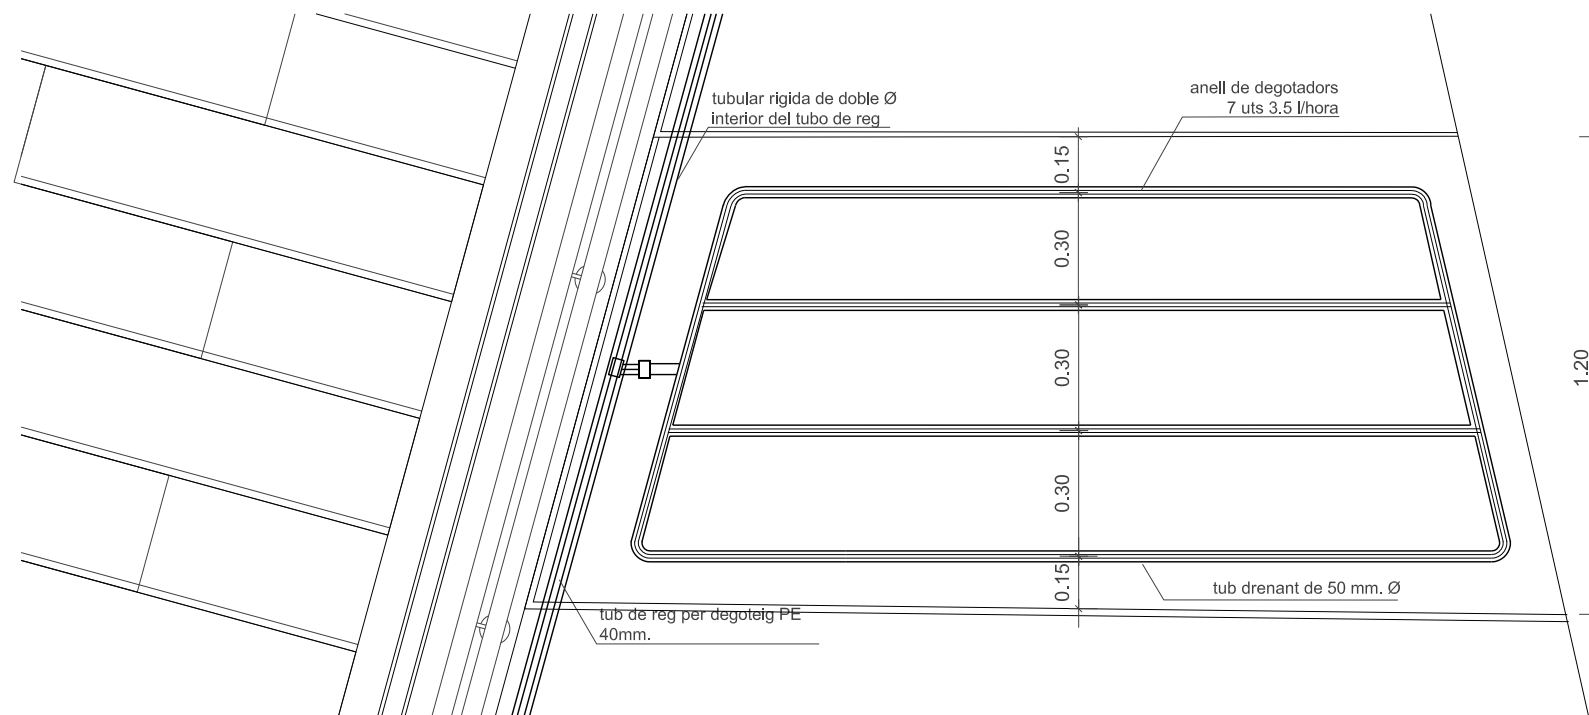 tubular rigida de doble Ø
interior del tubo de reg
anell de degotadors
7 uts 3.5 l/hora
0.15
0.30
0.30
1.20
0.30
0.15
tub drenant de 50 mm. Ø
tub de reg per degoteig PE
40mm.